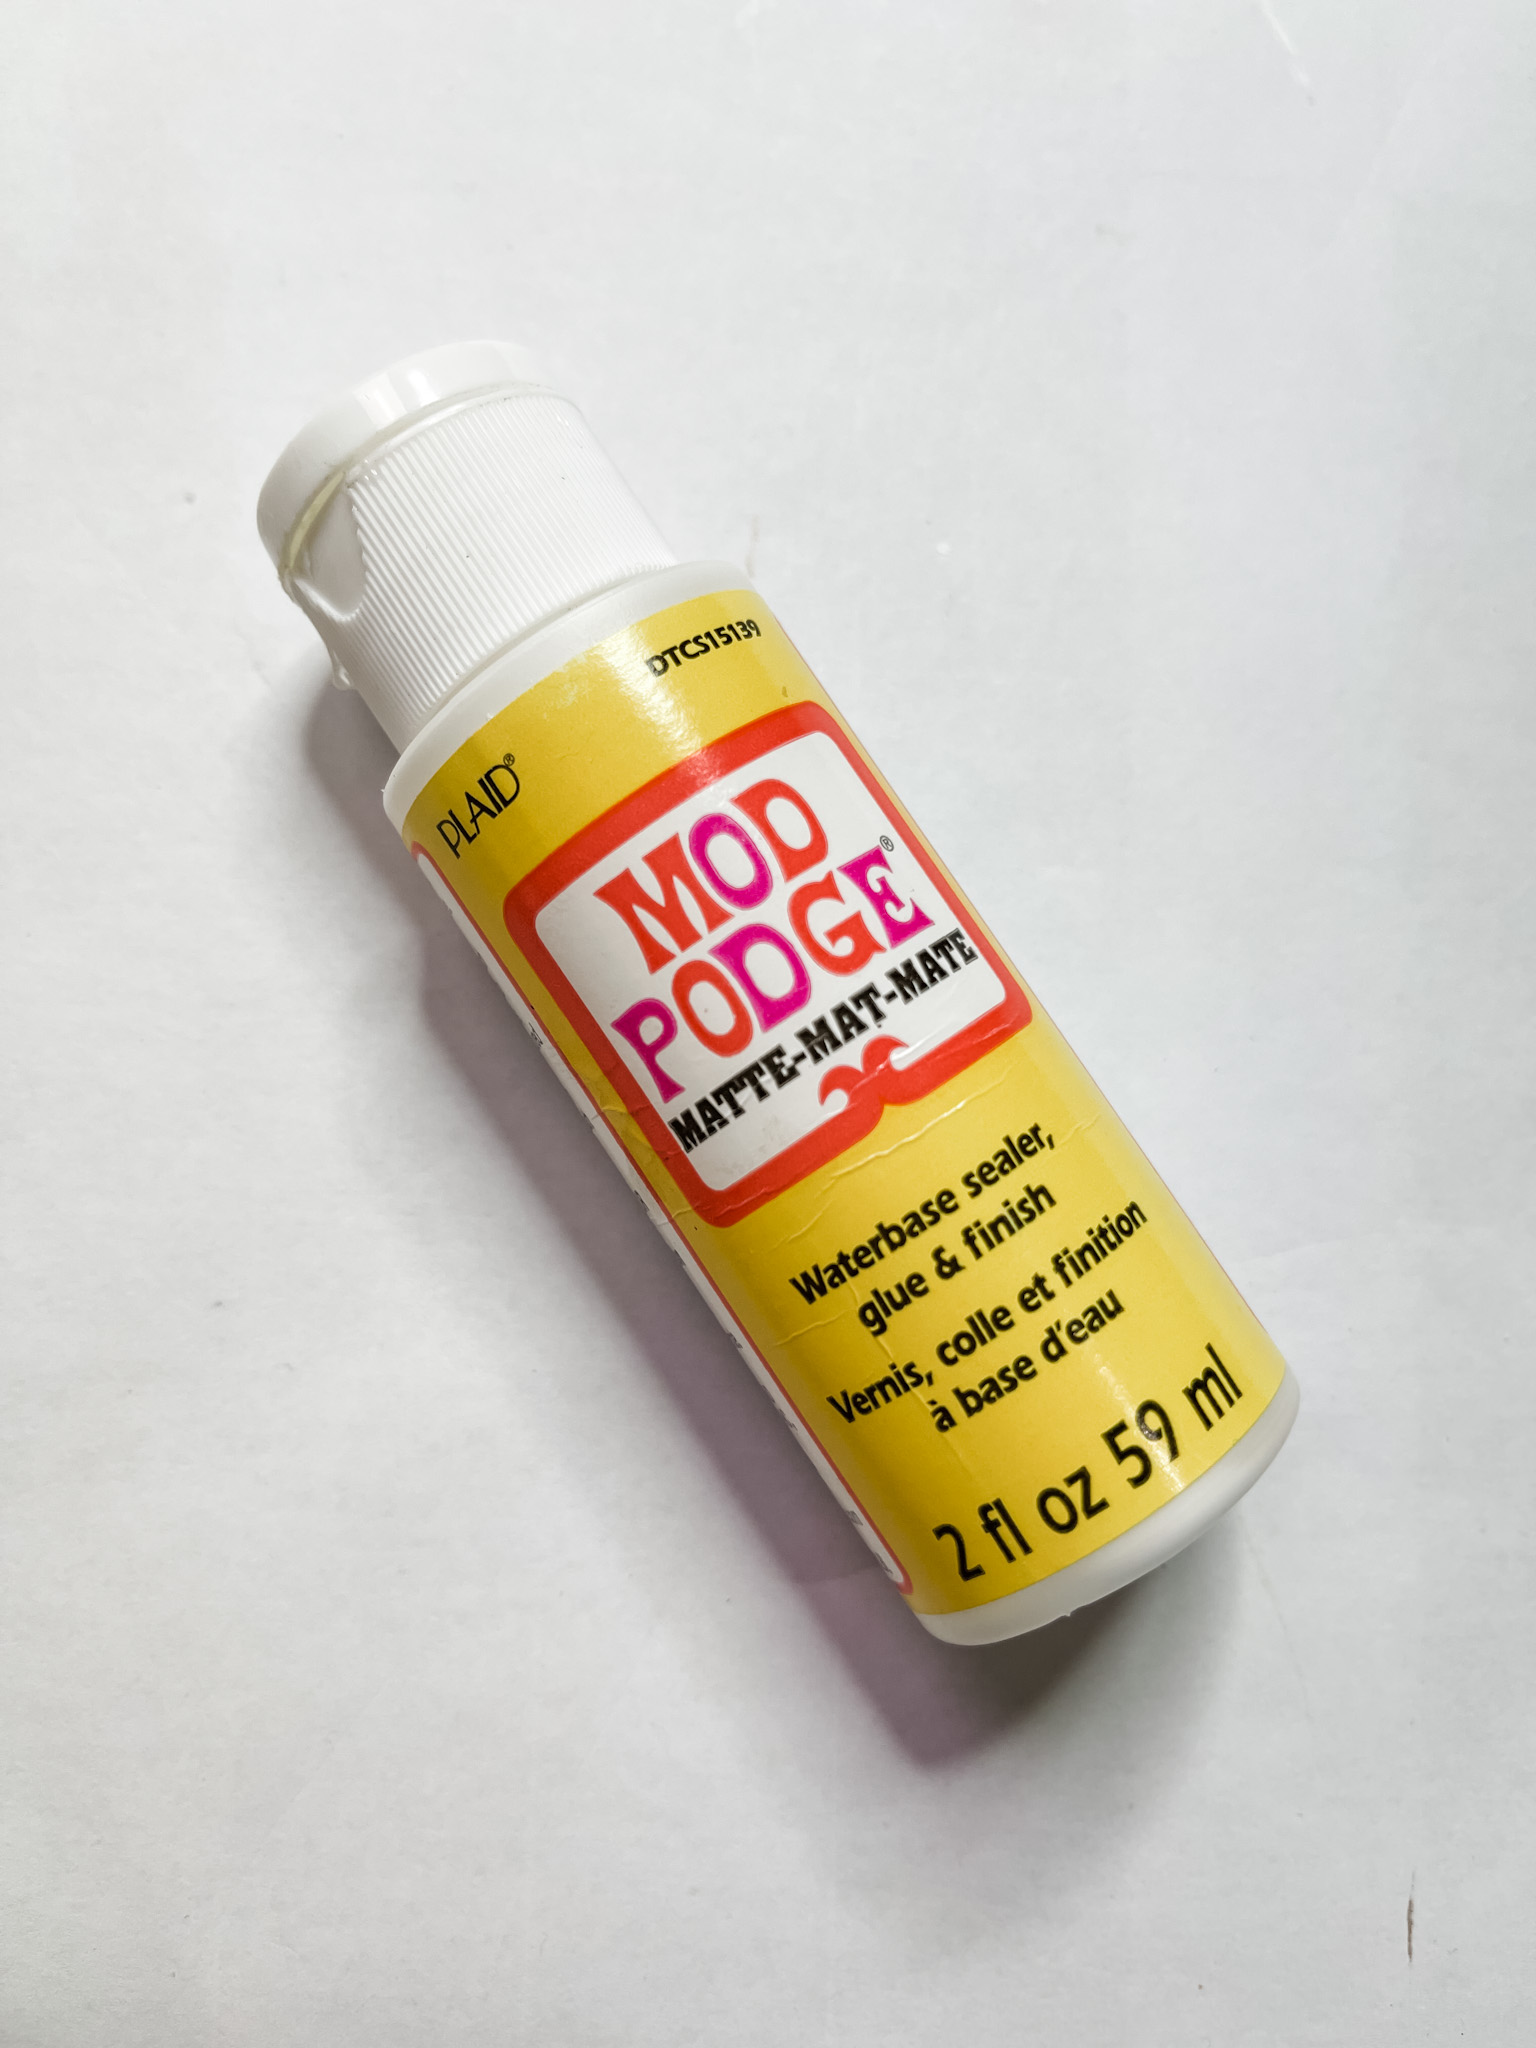 DTCS15139
PLAID®
MOD
PODGE®
MATTE-MAT-MATE
Waterbase sealer,
glue & finish
Vernis, colle et finition
à base d'eau
2 fl oz 59 ml